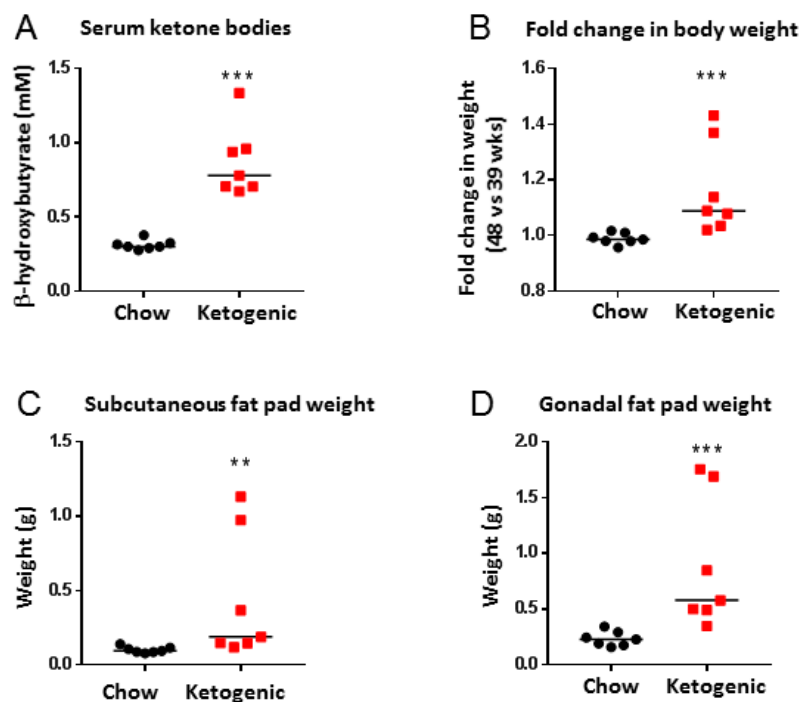 A
Serum ketone bodies
β-hydroxybutyrate (mM)
1.5
1.0
0.5
0.0
***
Chow
Ketogenic
B
Fold change in body weight
Fold change in weight
(48 vs 39 wks)
1.6
1.4
1.2
1.0
0.8
***
Chow
Ketogenic
C
Subcutaneous fat pad weight
Weight (g)
1.5
1.0
0.5
0.0
**
Chow
Ketogenic
D
Gonadal fat pad weight
Weight (g)
2.0
1.5
1.0
0.5
0.0
***
Chow
Ketogenic